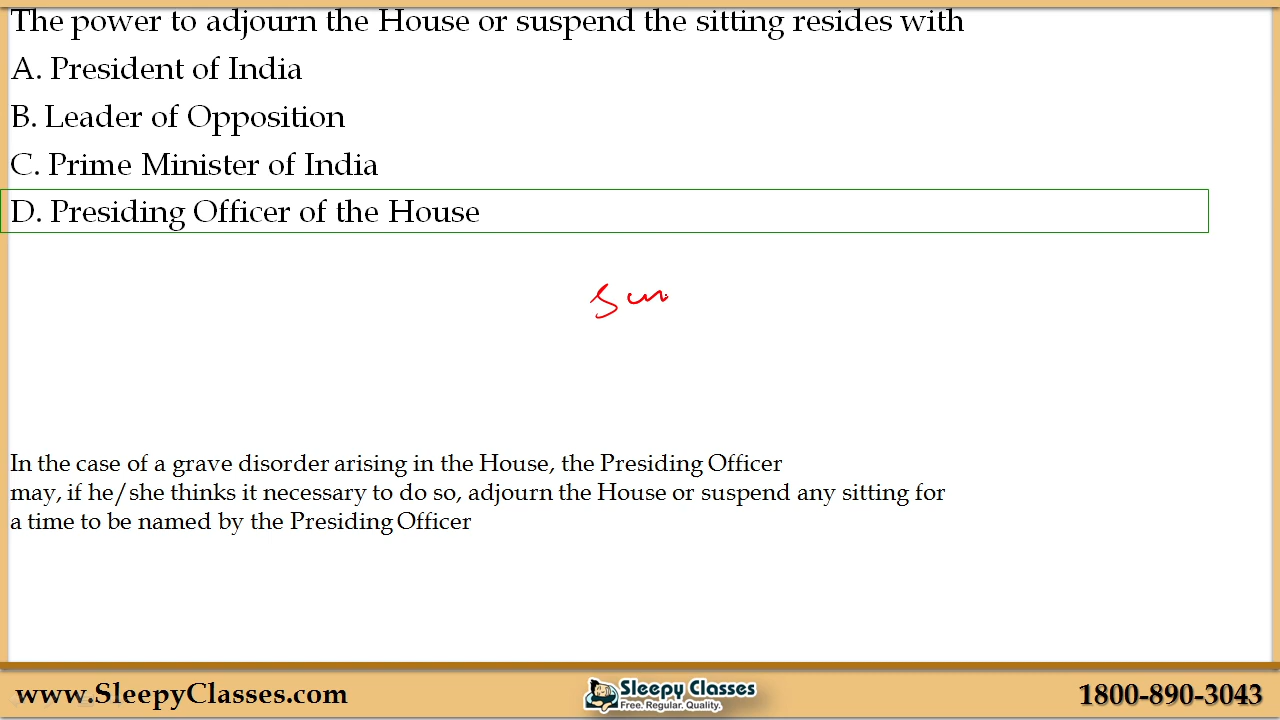 The power to adjourn the House or suspend the sitting resides with
A. President of India
B. Leader of Opposition
C. Prime Minister of India
D. Presiding Officer of the House
In the case of a grave disorder arising in the House, the Presiding Officer
may, if he/she thinks it necessary to do so, adjourn the House or suspend any sitting for
a time to be named by the Presiding Officer
www.SleepyClasses.com
Sleepy Classes
Free. Regular. Quality.
1800-890-3043